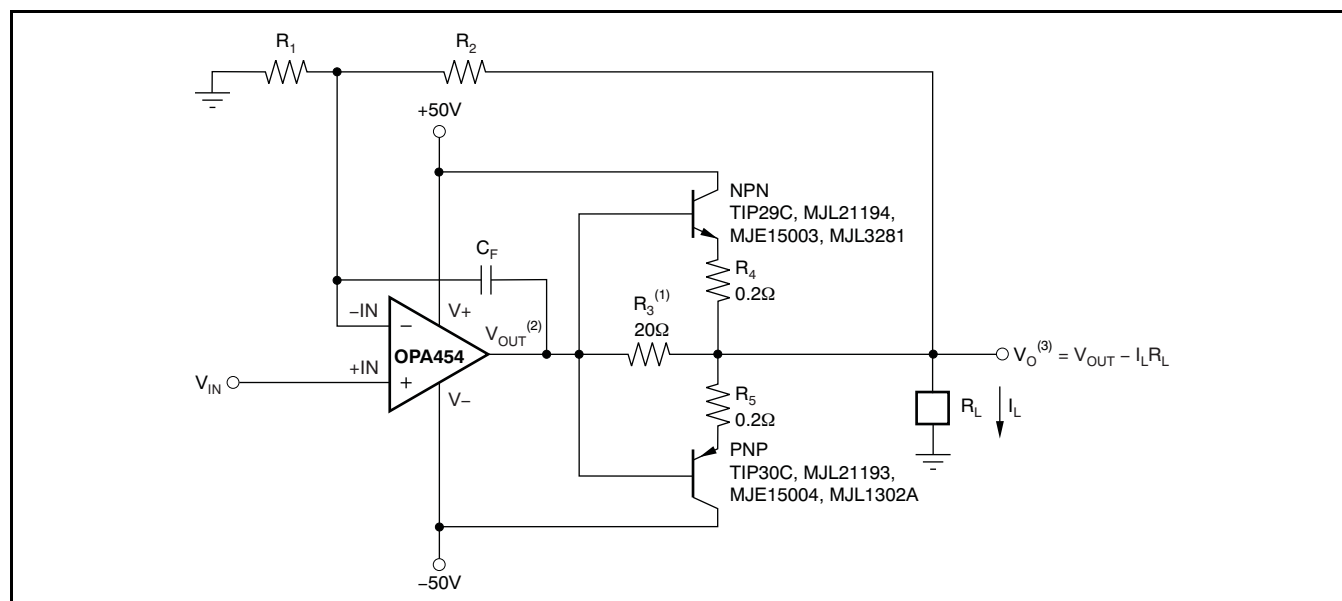 R1
R2
+50V
NPN
TIP29C, MJL21194,
MJE15003, MJL3281
CF
R4
0.2Ω
R3(1)
20Ω
–IN
V+
VOUT(2)
–
OPA454
+IN
+
V–
VIN
VO(3) = VOUT – ILRL
R5
0.2Ω
RL
IL
PNP
TIP30C, MJL21193,
MJE15004, MJL1302A
–50V